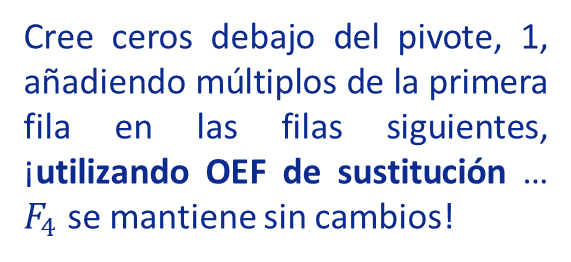 Cree ceros debajo del pivote, 1,
añadiendo múltiplos de la primera
fila en las filas siguientes,
¡utilizando OEF de sustitución ...
F₄ se mantiene sin cambios!